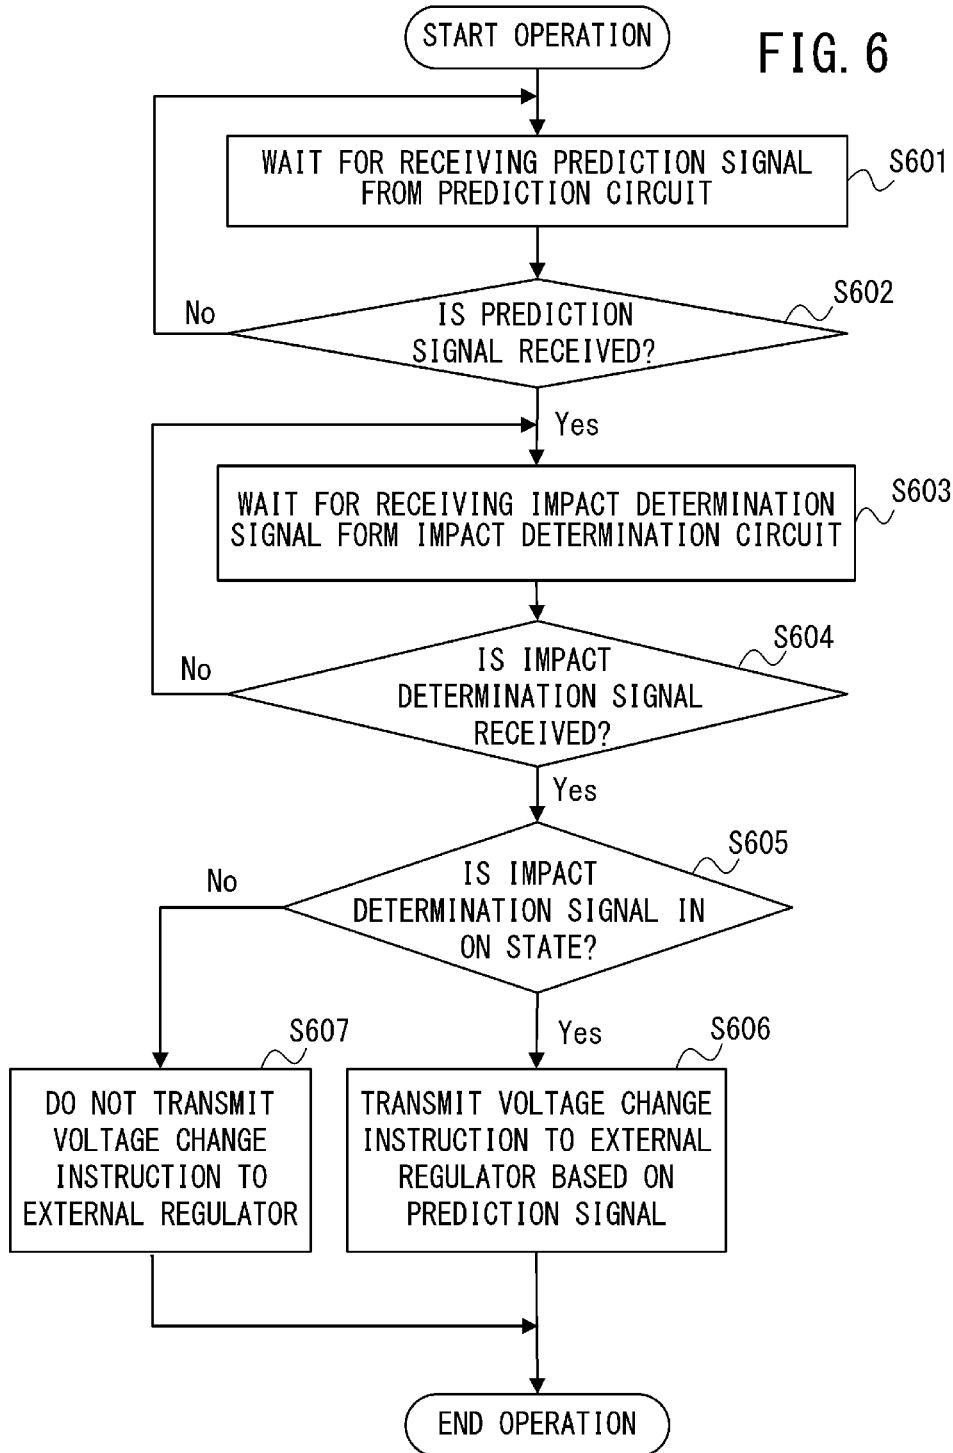 START OPERATION
FIG. 6
WAIT FOR RECEIVING PREDICTION SIGNAL
FROM PREDICTION CIRCUIT
S601
IS PREDICTION
SIGNAL RECEIVED?
S602
No
Yes
WAIT FOR RECEIVING IMPACT DETERMINATION
SIGNAL FORM IMPACT DETERMINATION CIRCUIT
S603
IS IMPACT
DETERMINATION SIGNAL
RECEIVED?
S604
No
Yes
IS IMPACT
DETERMINATION SIGNAL IN
ON STATE?
S605
No
Yes
S607
DO NOT TRANSMIT
VOLTAGE CHANGE
INSTRUCTION TO
EXTERNAL REGULATOR
S606
TRANSMIT VOLTAGE CHANGE
INSTRUCTION TO EXTERNAL
REGULATOR BASED ON
PREDICTION SIGNAL
END OPERATION